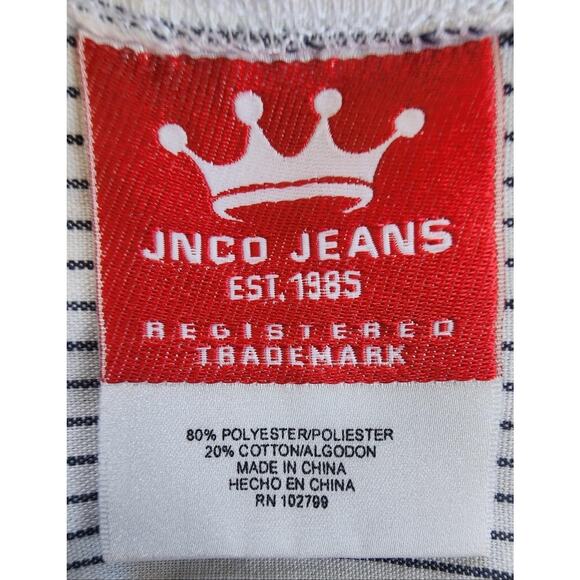 JNCO JEANS
EST. 1985
REGISTERED
TRADEMARK
80% POLYESTER/POLIESTER
20% COTTON/ALGODON
MADE IN CHINA
HECHO EN CHINA
RN 102799